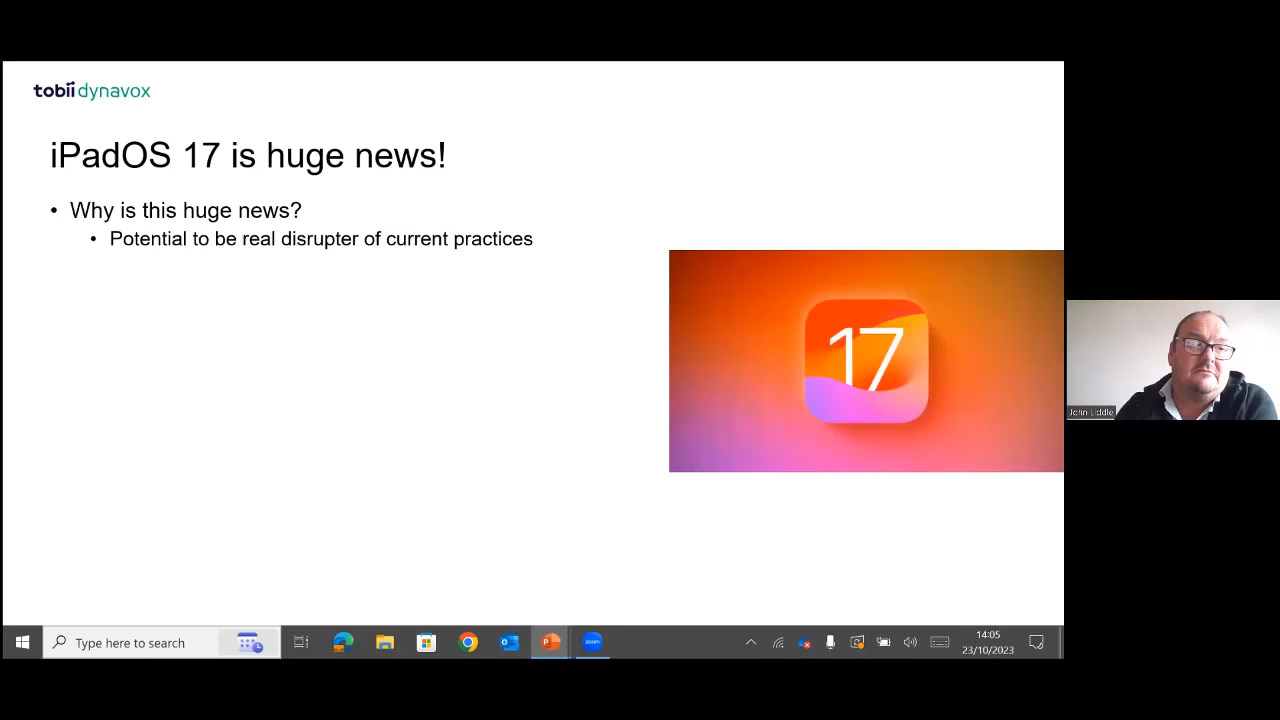 tobii dynavox
iPadOS 17 is huge news!
• Why is this huge news?
• Potential to be real disrupter of current practices
17
John Liddle
Type here to search
zoom
14:05
23/10/2023